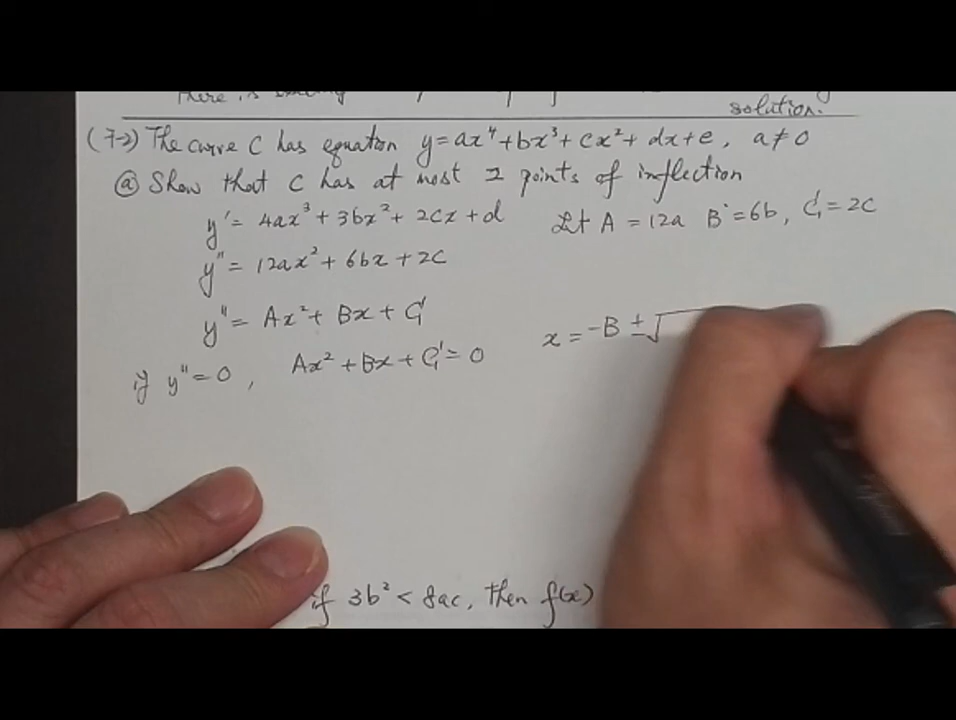 There is
solution.
(7-2) The curve C has equation y=ax⁴+bx³+cx²+dx+e, a≠0
ⓐ Show that C has at most 2 points of inflection
y' = 4ax³+3bx²+2cx+d Let A = 12a B = 6b, C₁ = 2c
y" = 12ax²+6bx+2c
y" = Ax²+Bx+C₁
x = -B ± √
if y"=0, Ax²+Bx+C₁=0
if 3b² < 8ac, then f(x)